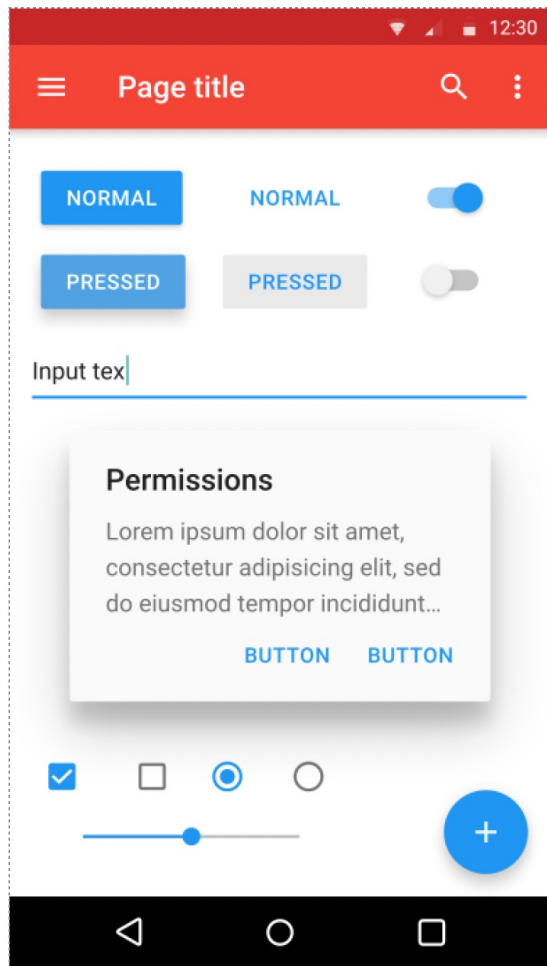 12:30
Page title
NORMAL NORMAL
PRESSED PRESSED
Input tex
Permissions
Lorem ipsum dolor sit amet,
consectetur adipisicing elit, sed
do eiusmod tempor incididunt...
BUTTON BUTTON